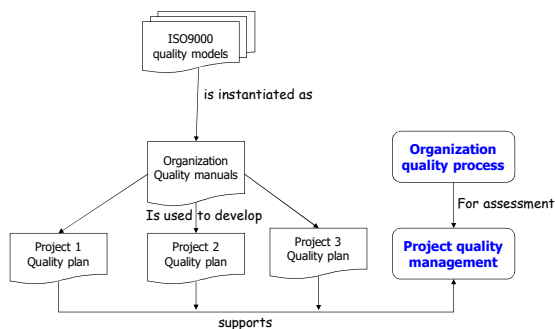 ISO9000
quality models
is instantiated as
Organization
Quality manuals
Organization
quality process
Is used to develop
For assessment
Project 1
Quality plan
Project 2
Quality plan
Project 3
Quality plan
Project quality
management
supports